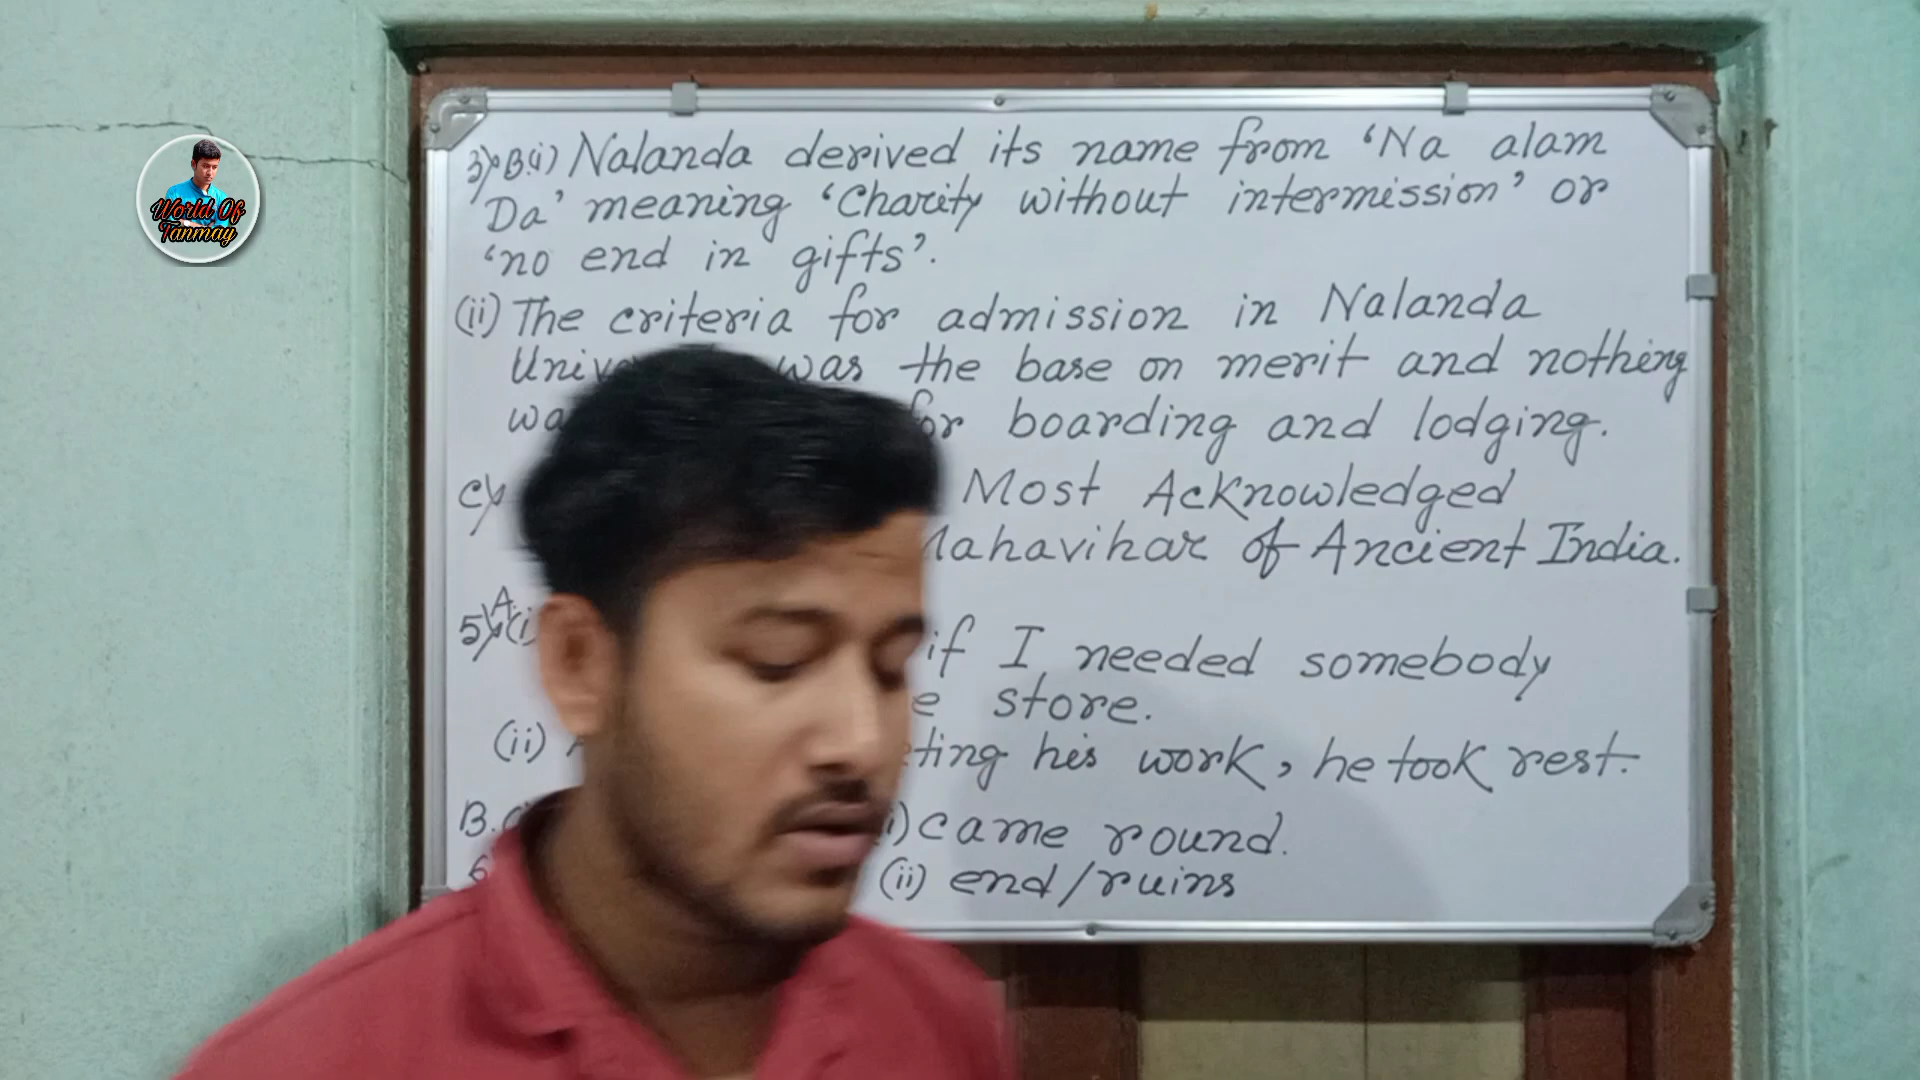 World Of
Tanmay
3) B.(i) Nalanda derived its name from 'Na alam
Da' meaning 'Charity without intermission' or
'no end in gifts'.
(ii) The criteria for admission in Nalanda
was the base on merit and nothing
for boarding and lodging.
C) Most Acknowledged
Mahavihar of Ancient India.
5) A. (i) if I needed somebody
store.
(ii) his work, he took rest.
B. came round.
6 (ii) end/ruins